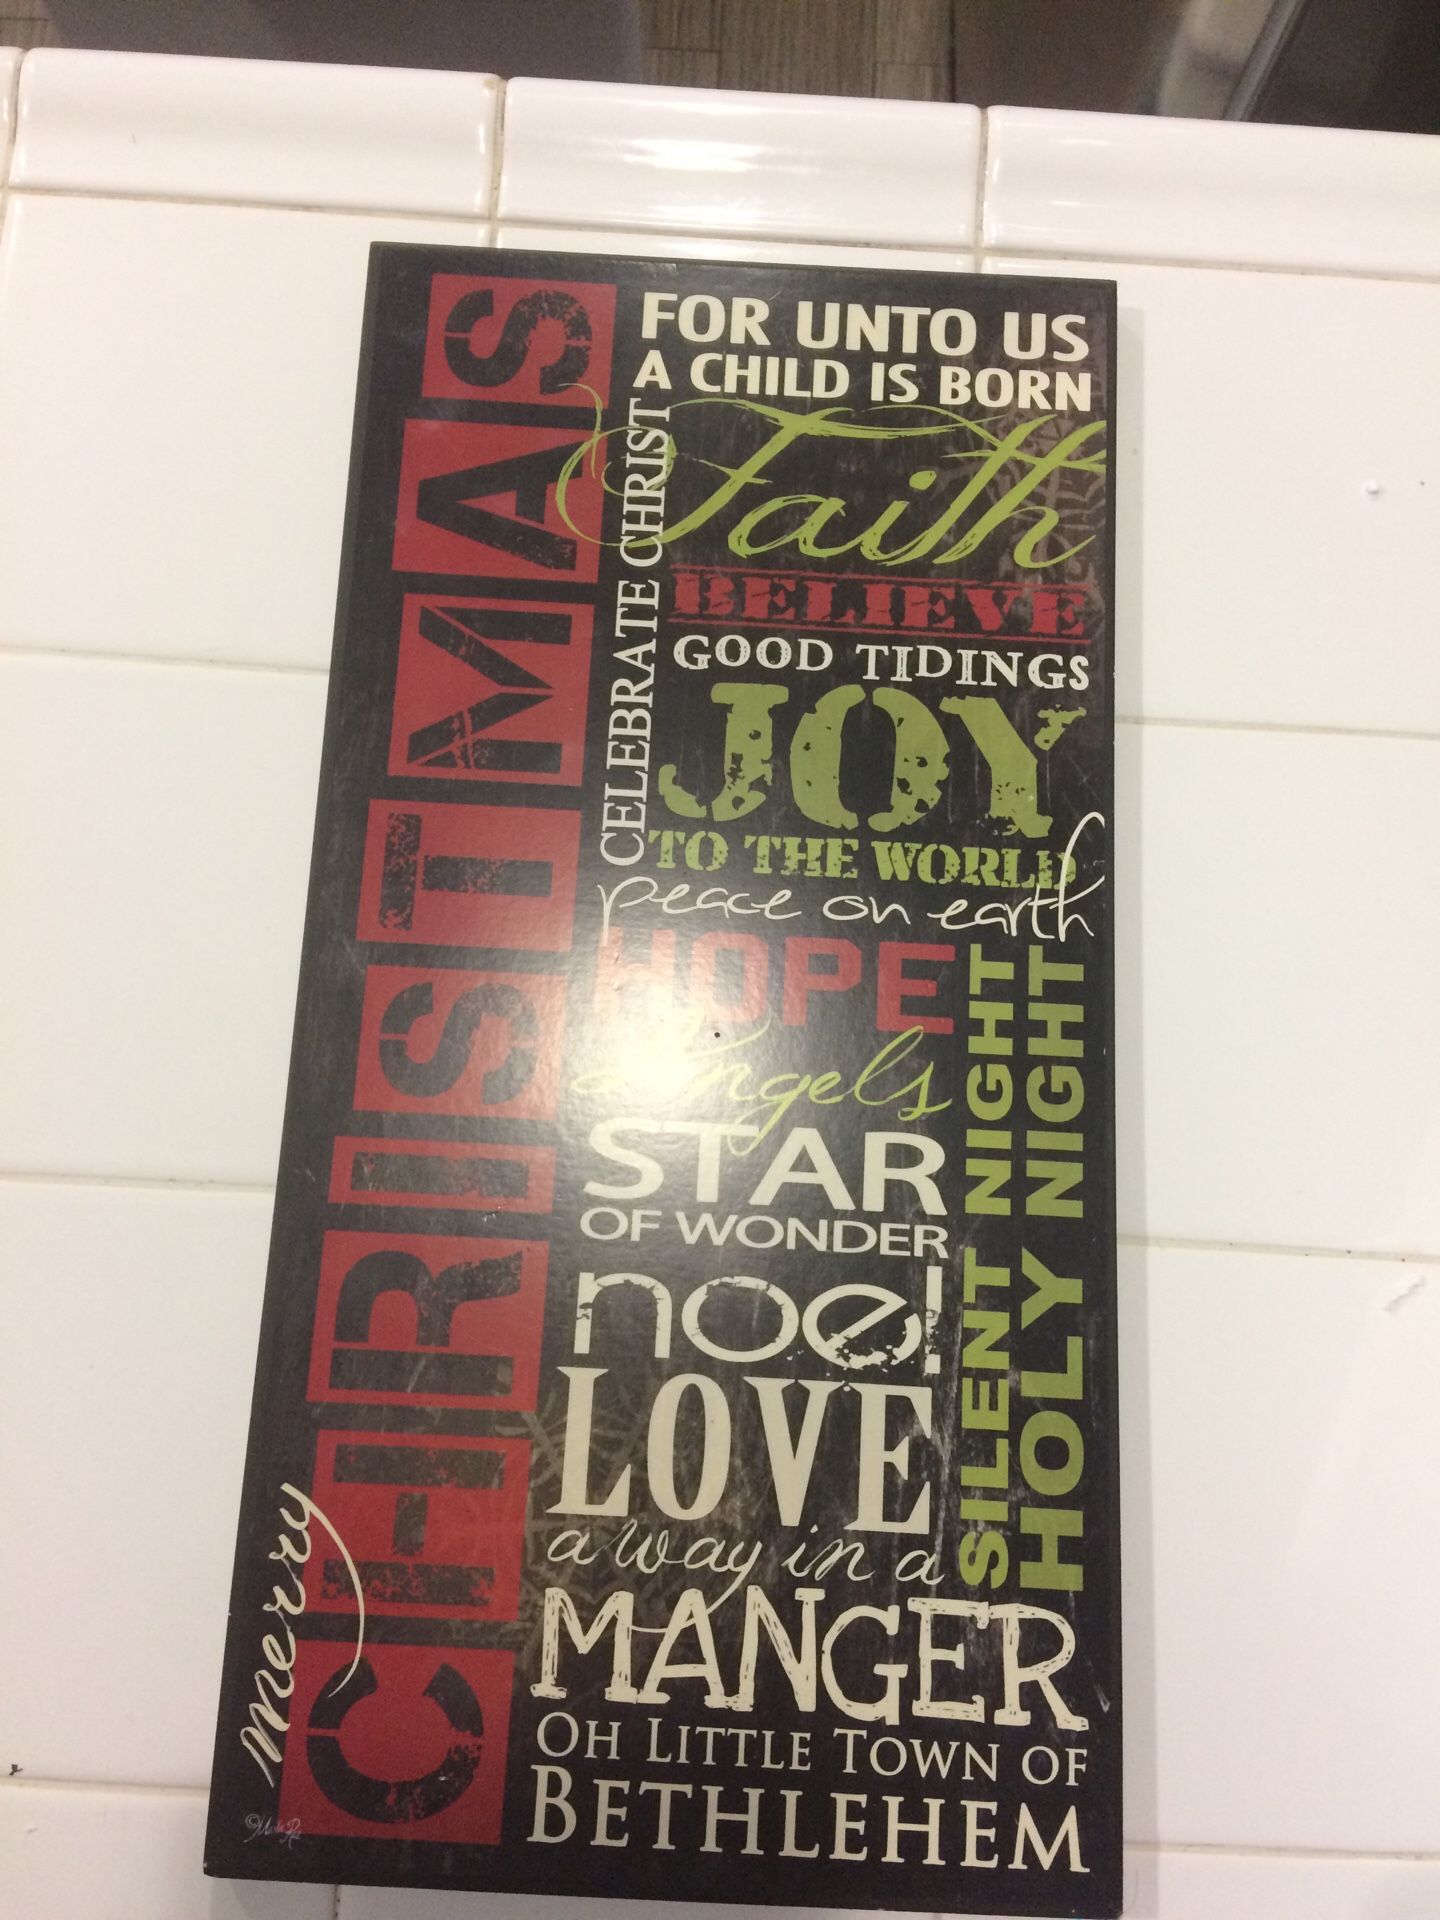 merry
CHRISTMAS
FOR UNTO US
A CHILD IS BORN
CELEBRATE CHRIST
Faith
BELIEVE
GOOD TIDINGS
JOY
TO THE WORLD
peace on earth
HOPE
Angels
STAR
OF WONDER
noel
LOVE
away in a
MANGER
SILENT NIGHT
HOLY NIGHT
OH LITTLE TOWN OF
BETHLEHEM